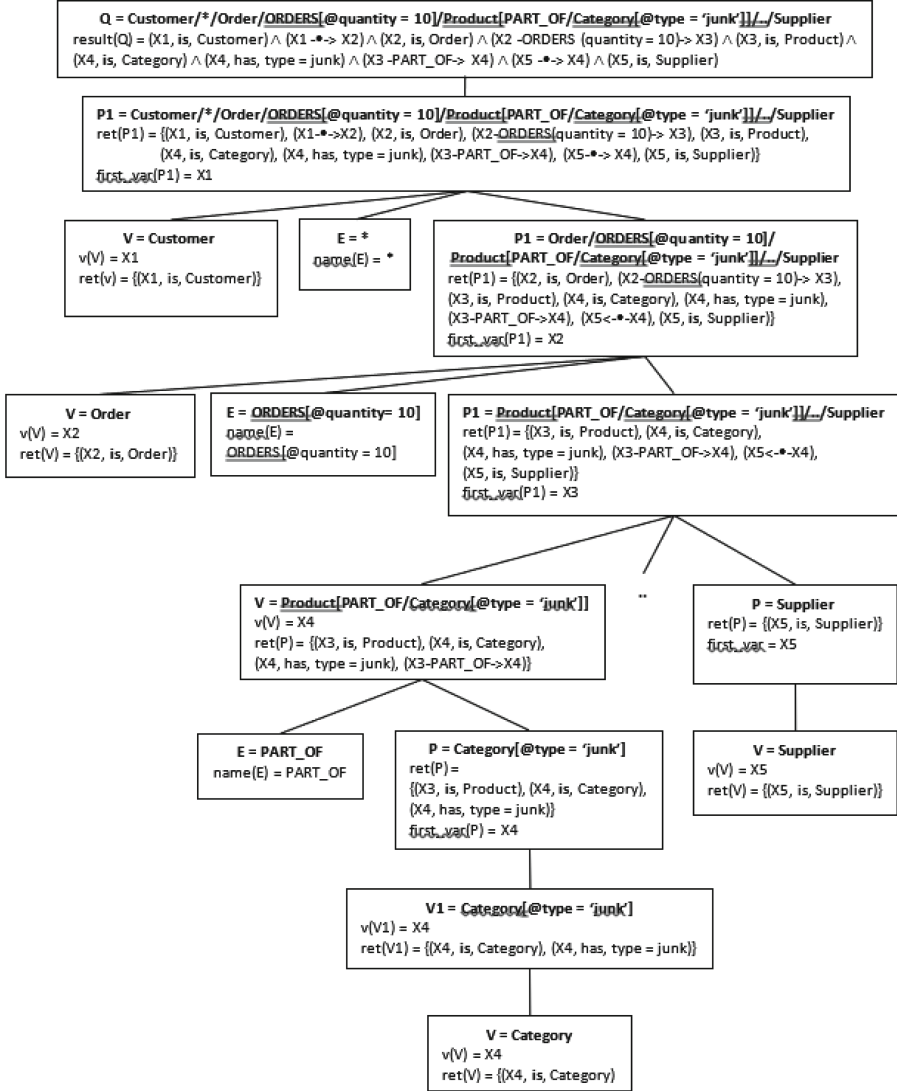 Q = Customer/*/Order/ORDERS[@quantity = 10]/Product[PART_OF/Category[@type = ‘junk’]]/../Supplier
result(Q) = (X1, is, Customer) ∧ (X1 -•-> X2) ∧ (X2, is, Order) ∧ (X2 -ORDERS (quantity = 10)-> X3) ∧ (X3, is, Product) ∧
(X4, is, Category) ∧ (X4, has, type = junk) ∧ (X3 -PART_OF-> X4) ∧ (X5 -•-> X4) ∧ (X5, is, Supplier)
P1 = Customer/*/Order/ORDERS[@quantity = 10]/Product[PART_OF/Category[@type = ‘junk’]]/../Supplier
ret(P1) = {(X1, is, Customer), (X1-•->X2), (X2, is, Order), (X2-ORDERS(quantity = 10)-> X3), (X3, is, Product),
(X4, is, Category), (X4, has, type = junk), (X3-PART_OF->X4), (X5-•-> X4), (X5, is, Supplier)}
first_var(P1) = X1
V = Customer
v(V) = X1
ret(v) = {(X1, is, Customer)}
E = *
name(E) = *
P1 = Order/ORDERS[@quantity = 10]/
Product[PART_OF/Category[@type = ‘junk’]]/../Supplier
ret(P1) = {(X2, is, Order), (X2-ORDERS(quantity = 10)-> X3),
(X3, is, Product), (X4, is, Category), (X4, has, type = junk),
(X3-PART_OF->X4), (X5<-•-X4), (X5, is, Supplier)}
first_var(P1) = X2
V = Order
v(V) = X2
ret(V) = {(X2, is, Order)}
E = ORDERS[@quantity= 10]
name(E) =
ORDERS[@quantity = 10]
P1 = Product[PART_OF/Category[@type = ‘junk’]]/../Supplier
ret(P1) = {(X3, is, Product), (X4, is, Category),
(X4, has, type = junk), (X3-PART_OF->X4), (X5<-•-X4),
(X5, is, Supplier)}
first_var(P1) = X3
V = Product[PART_OF/Category[@type = ‘junk’]]
v(V) = X4
ret(P) = {(X3, is, Product), (X4, is, Category),
(X4, has, type = junk), (X3-PART_OF->X4)}
..
P = Supplier
ret(P) = {(X5, is, Supplier)}
first_var = X5
E = PART_OF
name(E) = PART_OF
P = Category[@type = ‘junk’]
ret(P) =
{(X3, is, Product), (X4, is, Category),
(X4, has, type = junk)}
first_var(P) = X4
V = Supplier
v(V) = X5
ret(V) = {(X5, is, Supplier)}
V1 = Category[@type = ‘junk’]
v(V1) = X4
ret(V1) = {(X4, is, Category), (X4, has, type = junk)}
V = Category
v(V) = X4
ret(V) = {(X4, is, Category)